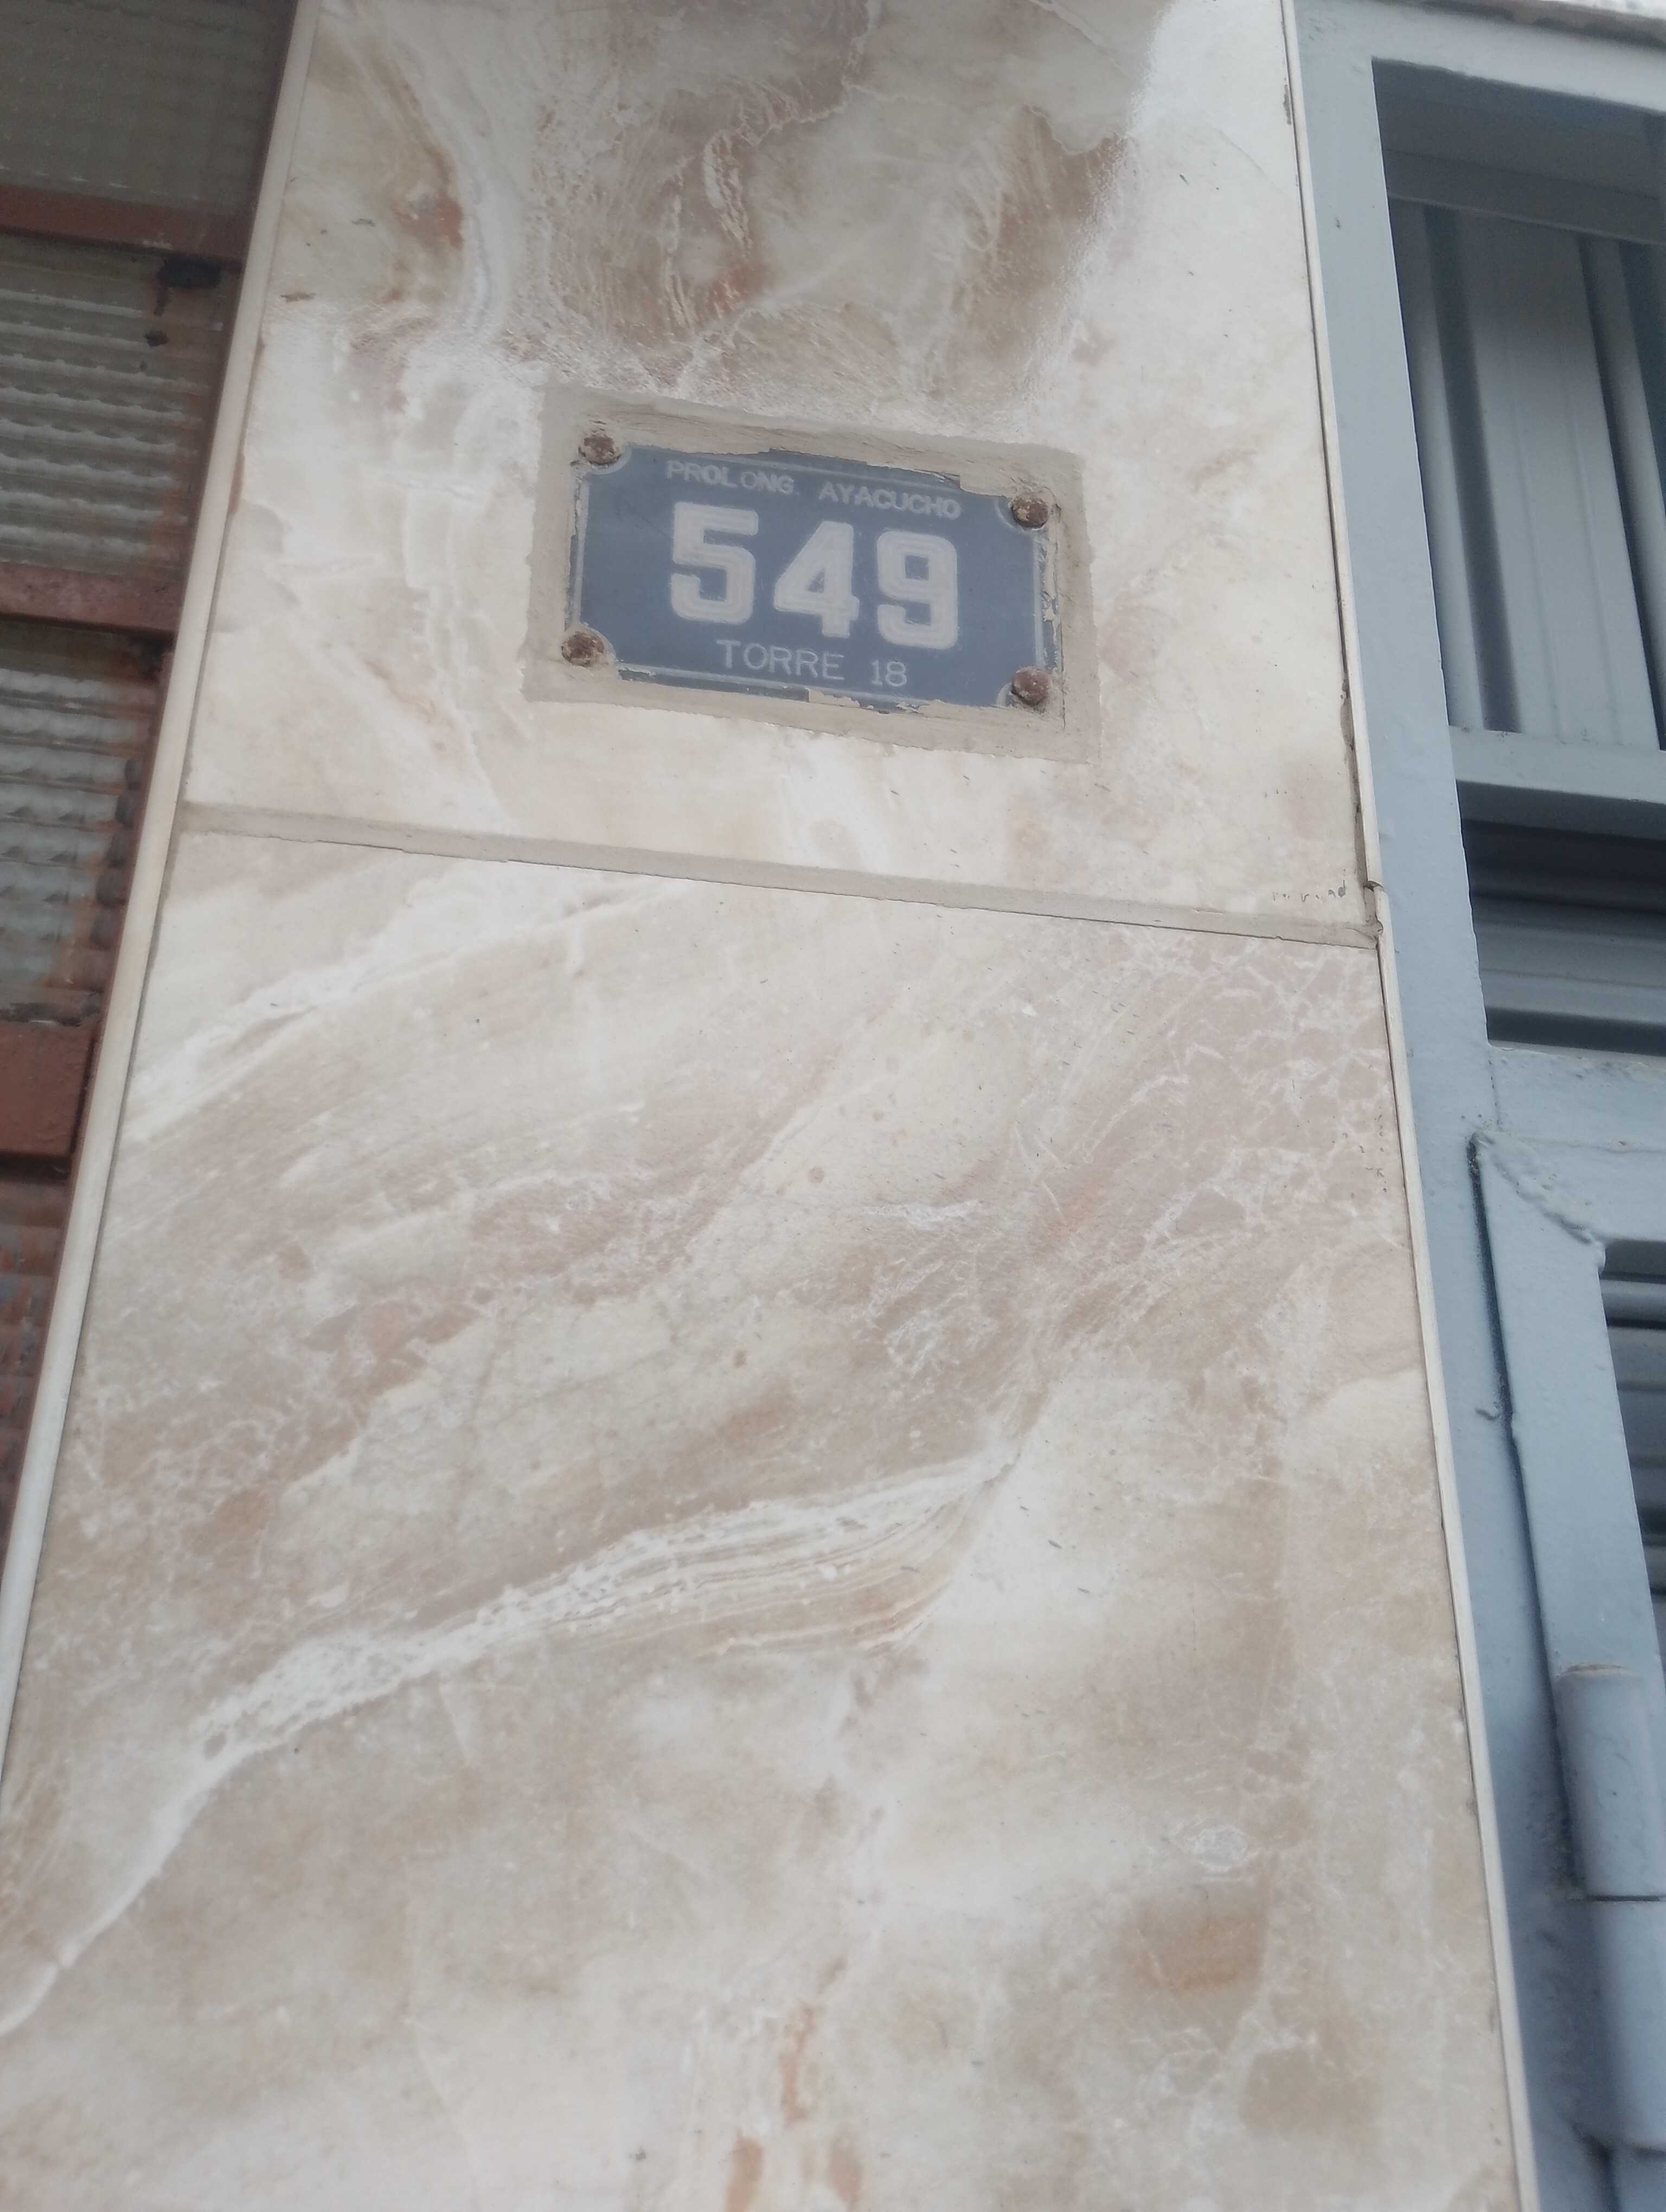 PROLONG. AYACUCHO
549
TORRE 18